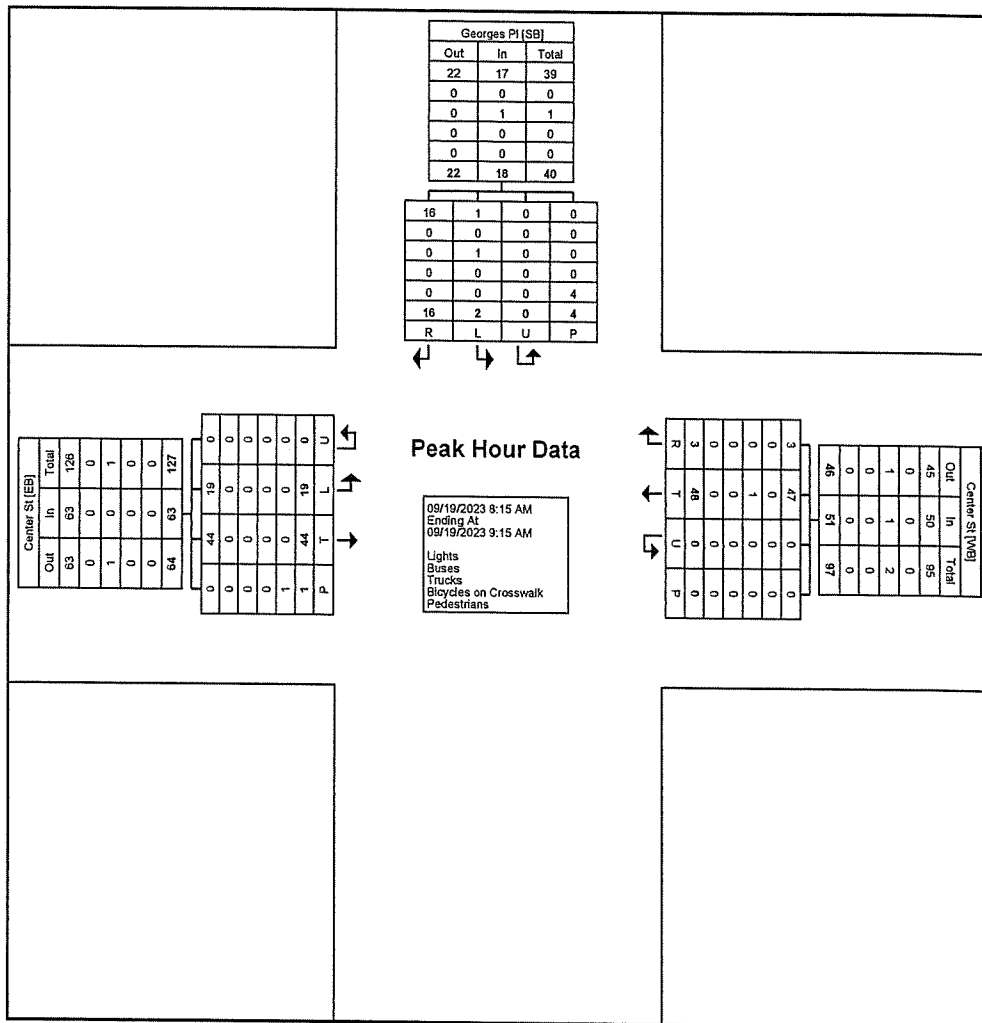 Georges Pl [SB]
Out In Total
22 17 39
0 0 0
0 1 1
0 0 0
0 0 0
22 18 40
16 1 0 0
0 0 0 0
0 1 0 0
0 0 0 0
0 0 0 4
16 2 0 4
R L U P
Center St [EB]
Out In Total
63 63 126
0 0 0
1 0 1
0 0 0
0 0 0
64 63 127
0 44 19 0
0 0 0 0
0 0 0 0
0 0 0 0
1 0 0 0
1 44 19 0
P T L U
Peak Hour Data
09/19/2023 8:15 AM
Ending At
09/19/2023 9:15 AM
Lights
Buses
Trucks
Bicycles on Crosswalk
Pedestrians
Center St [WB]
Out In Total
45 50 95
0 0 0
1 1 2
0 0 0
0 0 0
46 51 97
3 47 0 0
0 0 0 0
0 1 0 0
0 0 0 0
0 0 0 0
3 48 0 0
R T U P